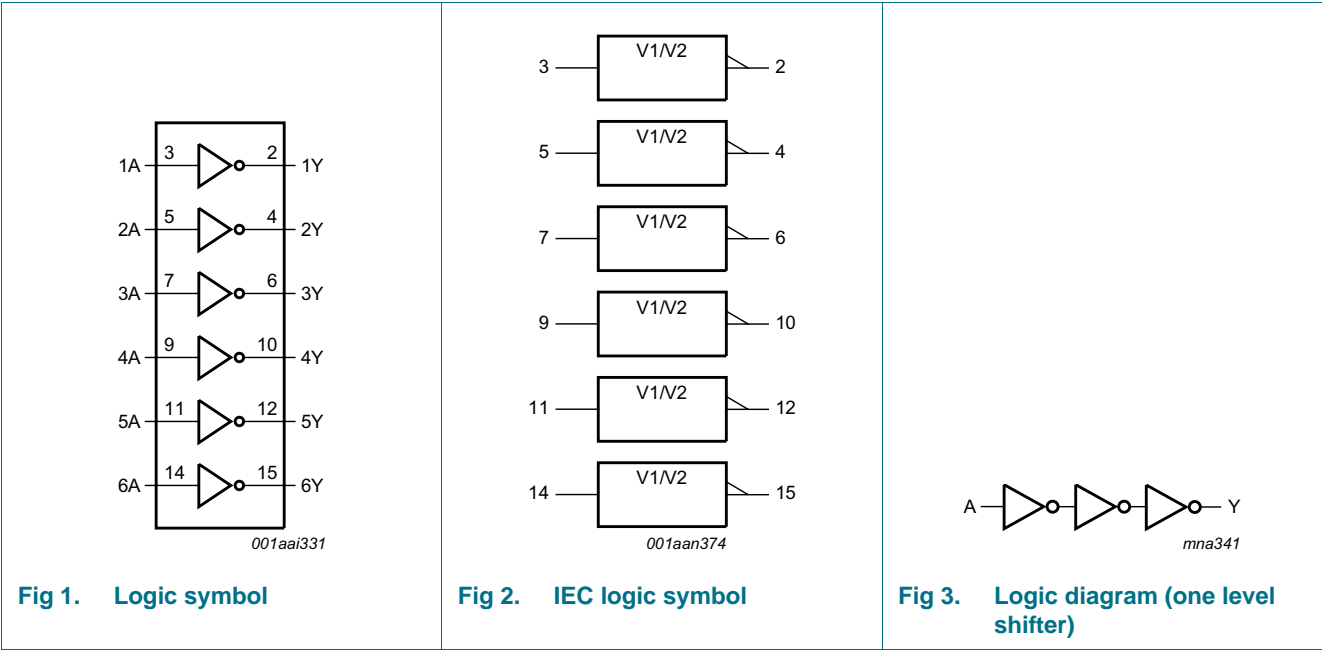 1A 3 2 1Y
2A 5 4 2Y
3A 7 6 3Y
4A 9 10 4Y
5A 11 12 5Y
6A 14 15 6Y
001aai331
Fig 1. Logic symbol
V1/V2
3 2
V1/V2
5 4
V1/V2
7 6
V1/V2
9 10
V1/V2
11 12
V1/V2
14 15
001aan374
Fig 2. IEC logic symbol
A Y
mna341
Fig 3. Logic diagram (one level
shifter)